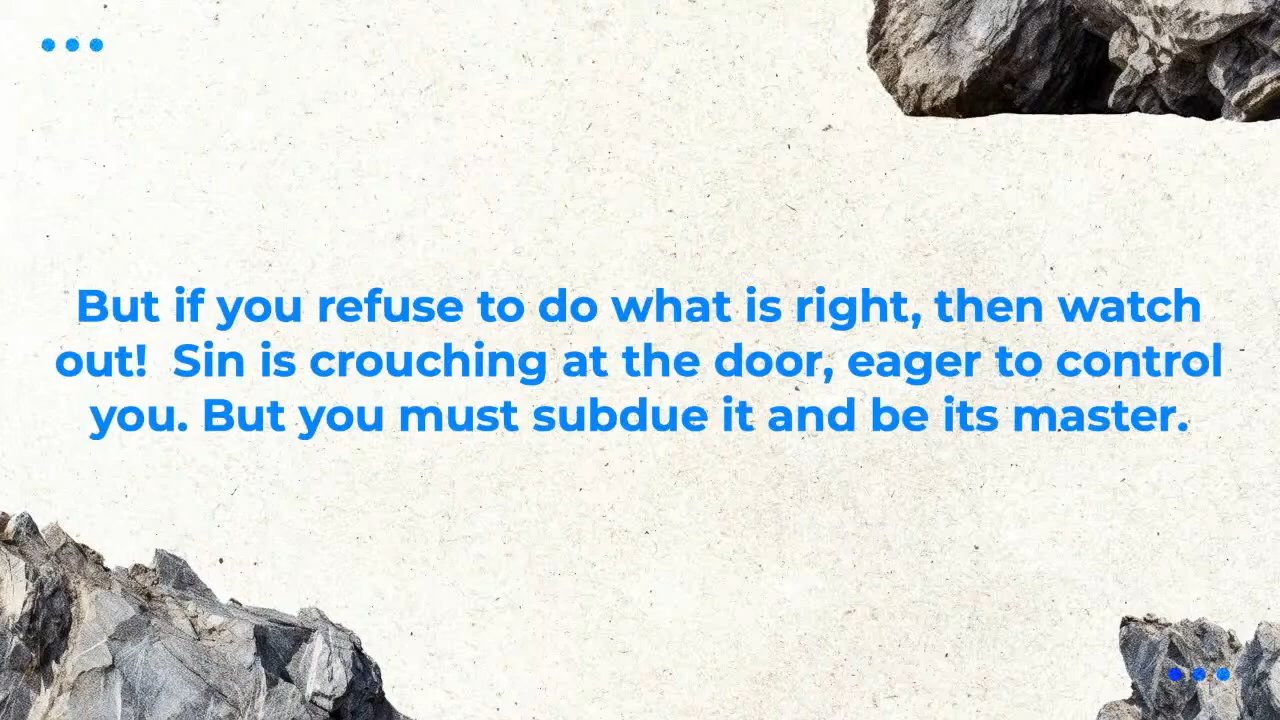 But if you refuse to do what is right, then watch
out!  Sin is crouching at the door, eager to control
you. But you must subdue it and be its master.